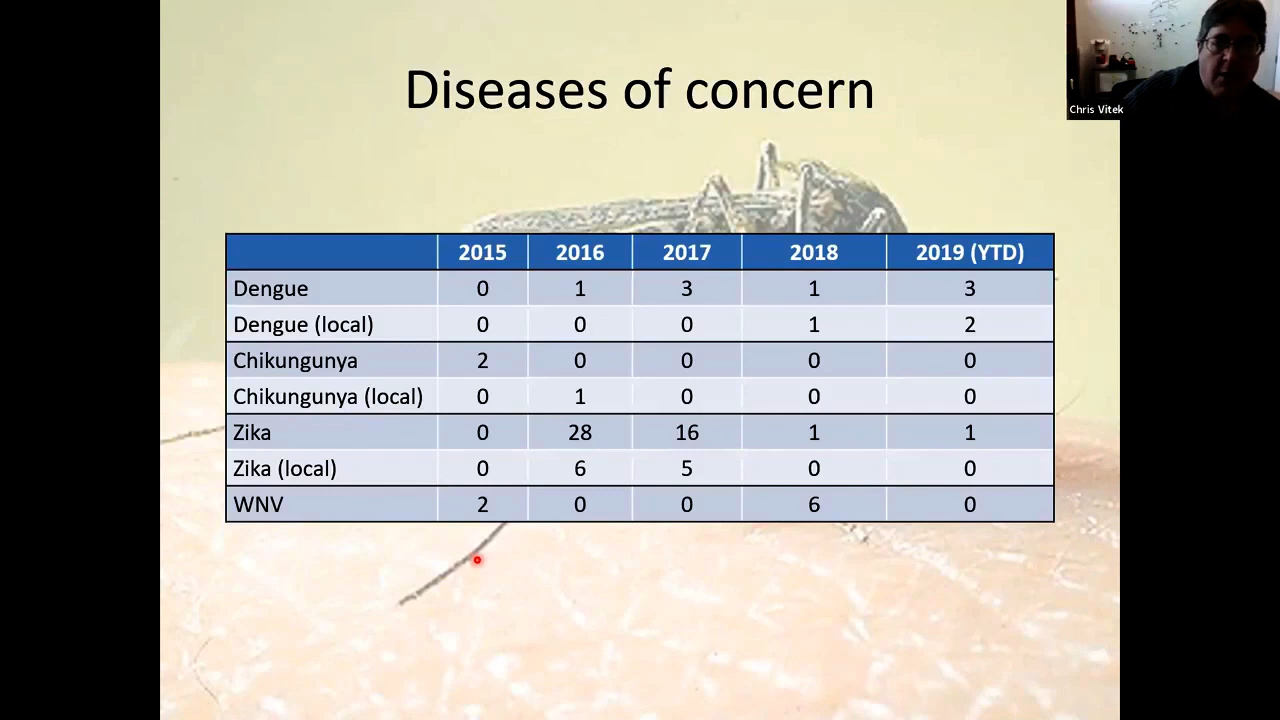 Diseases of concern
Chris Vitek
2015 2016 2017 2018 2019 (YTD)
Dengue 0 1 3 1 3
Dengue (local) 0 0 0 1 2
Chikungunya 2 0 0 0 0
Chikungunya (local) 0 1 0 0 0
Zika 0 28 16 1 1
Zika (local) 0 6 5 0 0
WNV 2 0 0 6 0